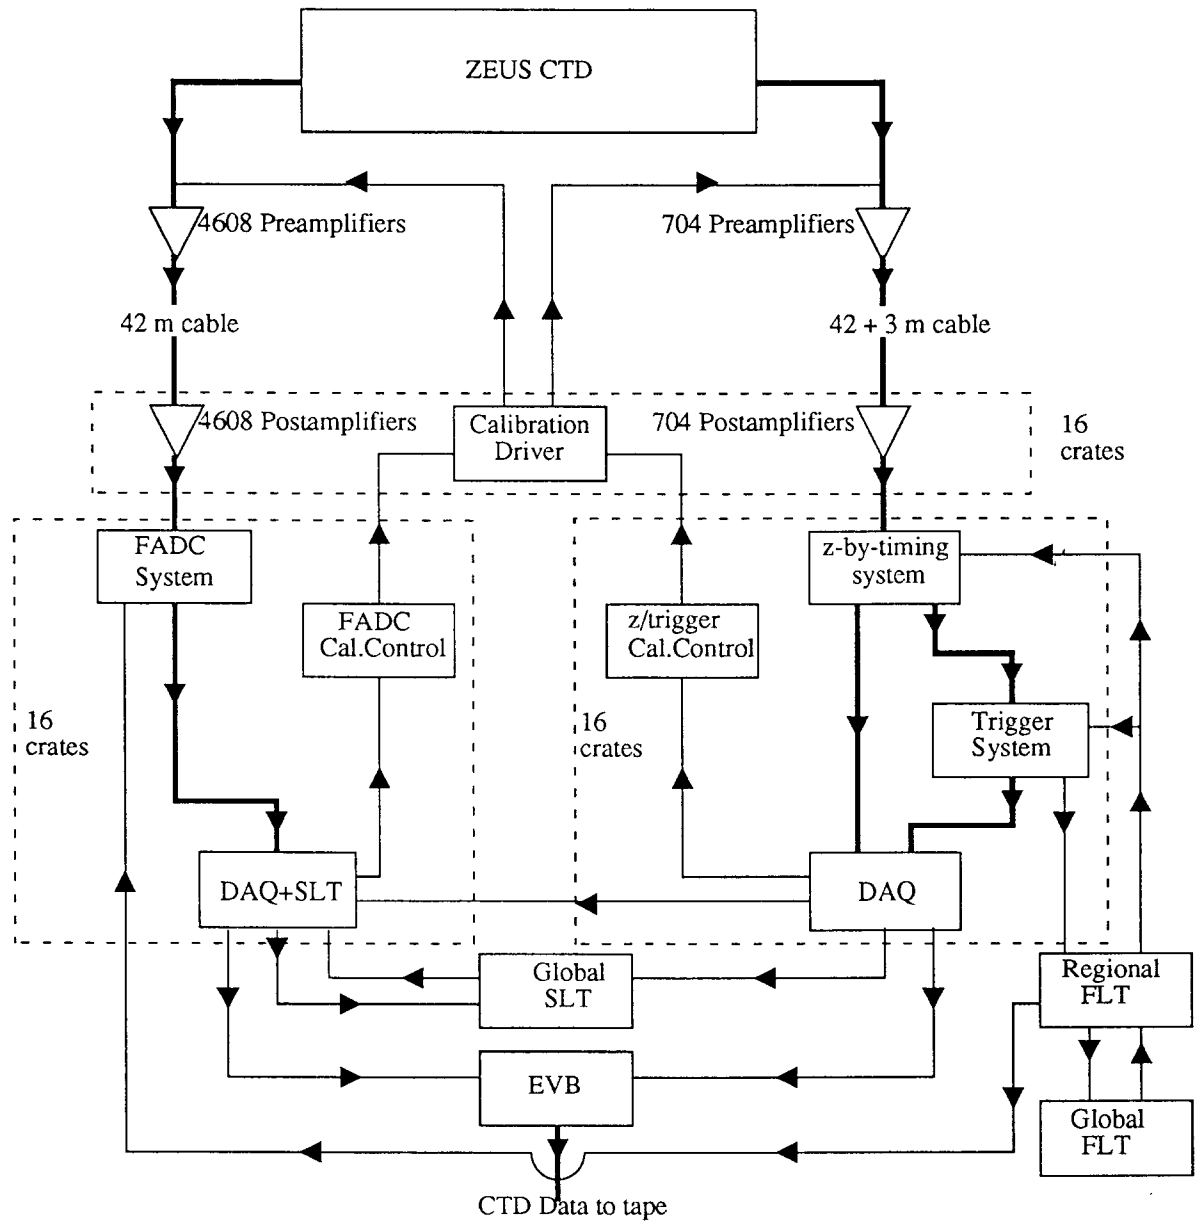 ZEUS CTD
4608 Preamplifiers
704 Preamplifiers
42 m cable
42 + 3 m cable
4608 Postamplifiers
Calibration
Driver
704 Postamplifiers
16
crates
FADC
System
z-by-timing
system
FADC
Cal.Control
z/trigger
Cal.Control
16
crates
16
crates
Trigger
System
DAQ+SLT
DAQ
Global
SLT
Regional
FLT
EVB
Global
FLT
CTD Data to tape